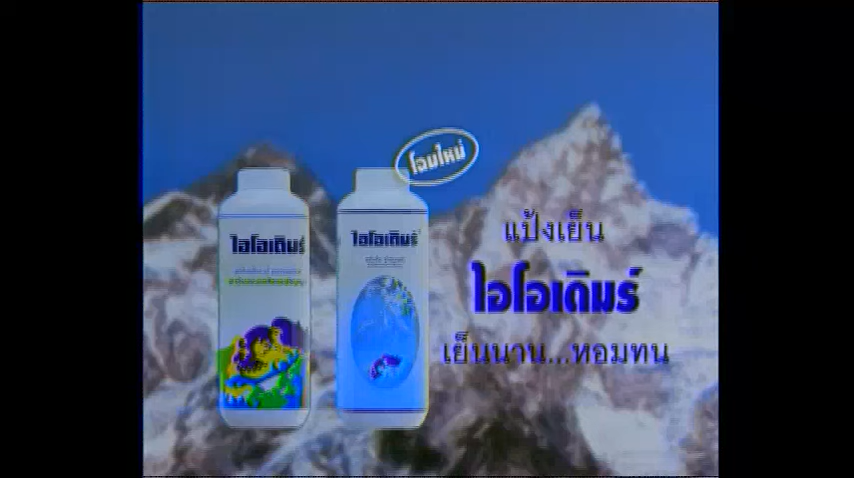 โฉมใหม่
ไอโอเดิมร์
ไอโอเดิมร์
แป้งเย็น
ไอโอเดิมร์
เย็นนาน...หอมทน